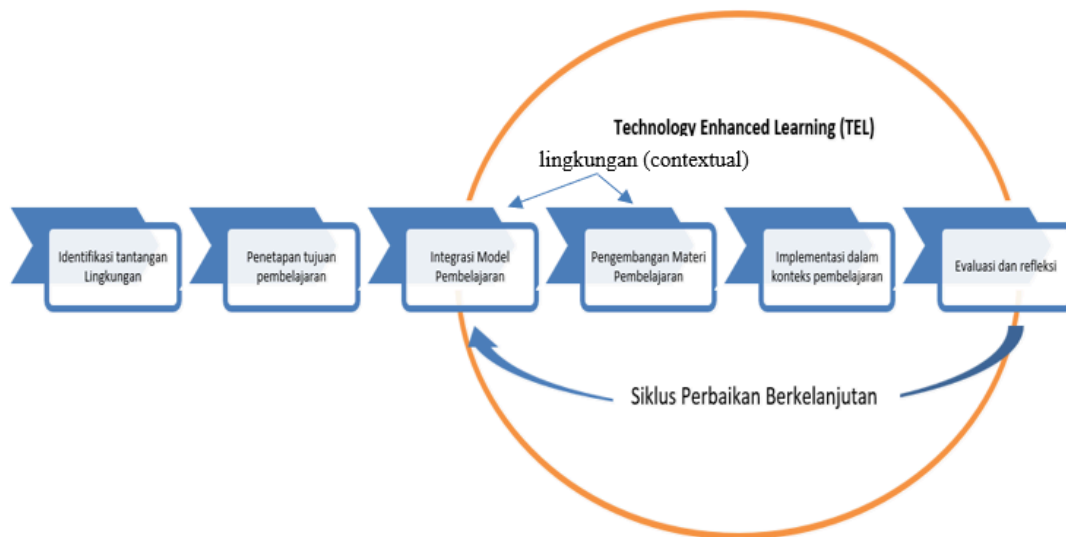 Technology Enhanced Learning (TEL)
lingkungan (contextual)
Identifikasi tantangan
Lingkungan
Penetapan tujuan
pembelajaran
Integrasi Model
Pembelajaran
Pengembangan Materi
Pembelajaran
Implementasi dalam
konteks pembelajaran
Evaluasi dan refleksi
Siklus Perbaikan Berkelanjutan